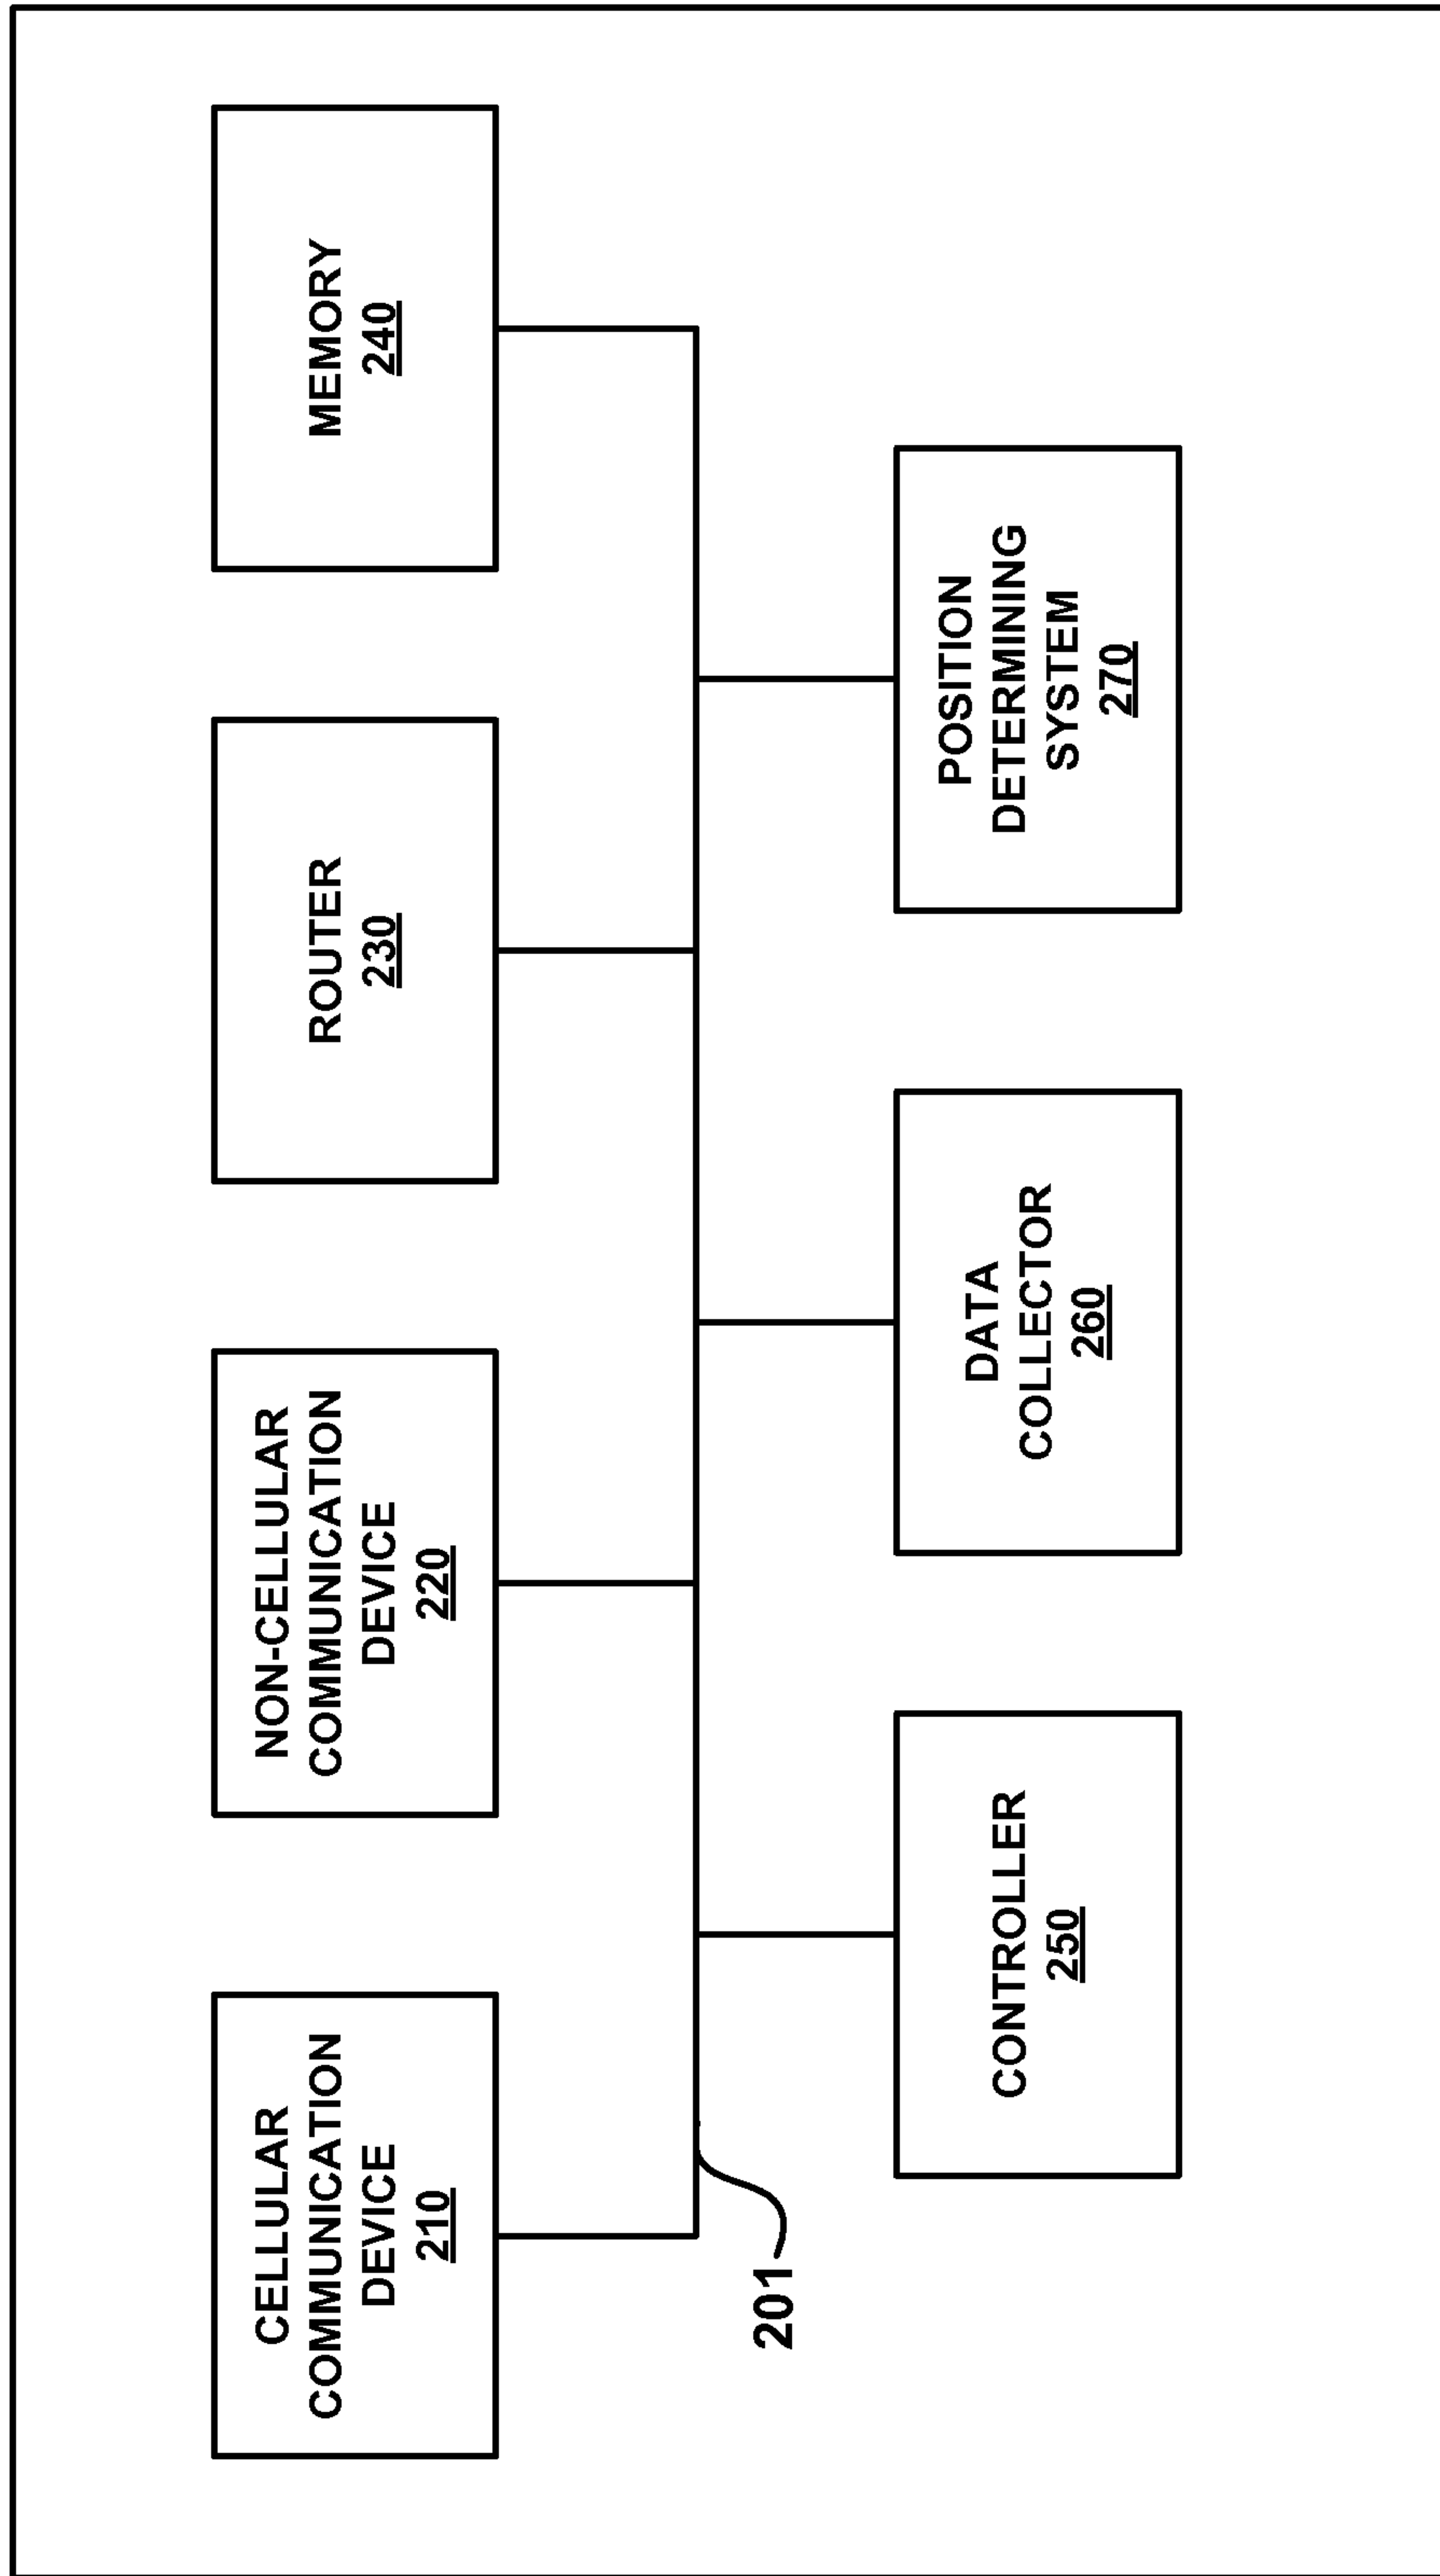 CELLULAR
COMMUNICATION
DEVICE
210
NON-CELLULAR
COMMUNICATION
DEVICE
220
ROUTER
230
MEMORY
240
201
CONTROLLER
250
DATA
COLLECTOR
260
POSITION
DETERMINING
SYSTEM
270